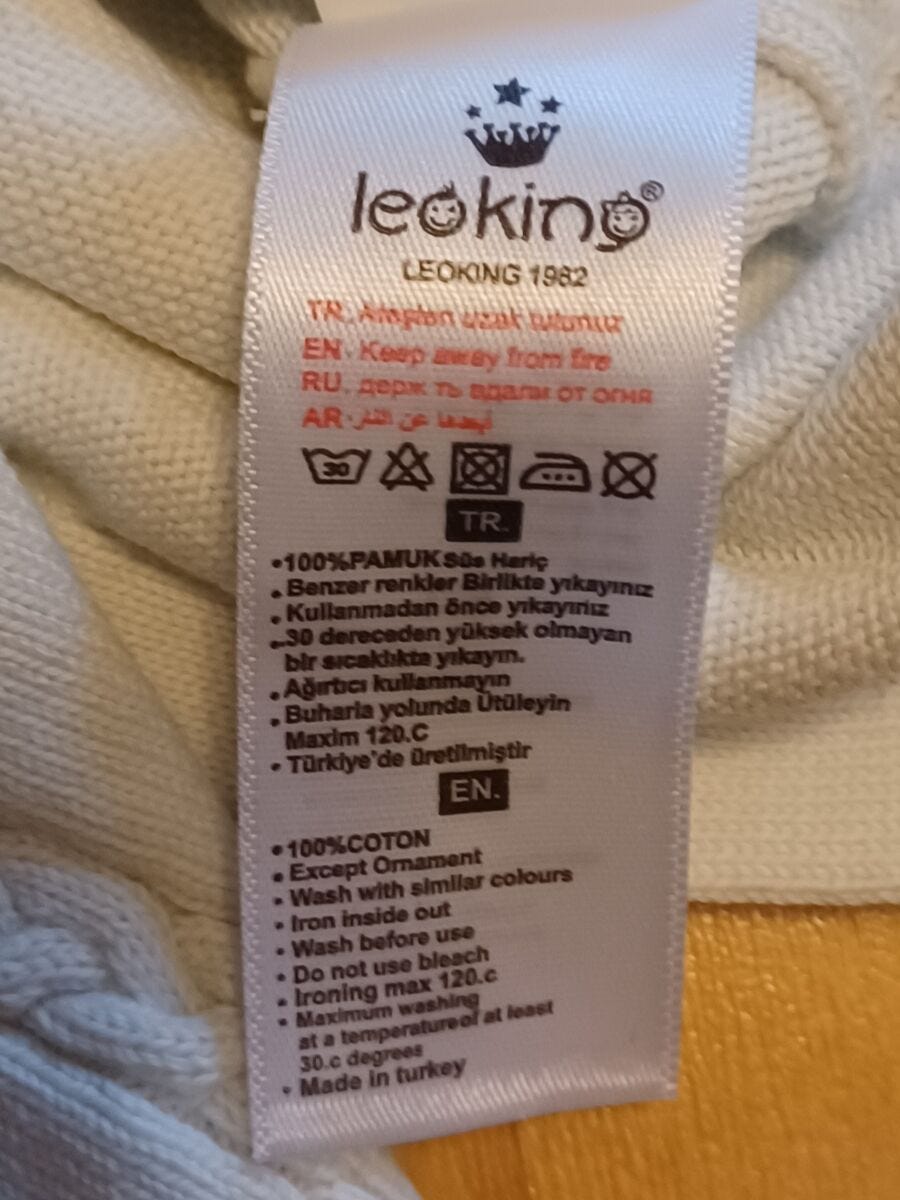 leoking®
LEOKING 1982
TR. Ateşten uzak tutunuz
EN. Keep away from fire
RU. держ ть вдали от огня
AR. أبعدها عن النار
30
TR.
•100%PAMUK Süs Hariç
• Benzer renkler Birlikte yıkayınız
• Kullanmadan önce yıkayınız
• 30 dereceden yüksek olmayan
bir sıcaklıkta yıkayın.
• Ağırtıcı kullanmayın
• Buharla yolunda Ütüleyin
Maxim 120.C
• Türkiye'de üretilmiştir
EN.
• 100%COTON
• Except Ornament
• Wash with similar colours
• Iron inside out
• Wash before use
• Do not use bleach
• Ironing max 120.c
• Maximum washing
at a temperatureof at least
30.c degrees
• Made in turkey